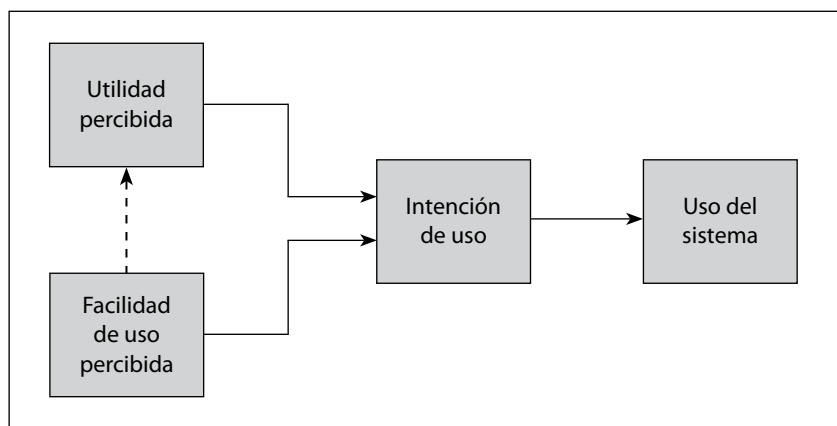 Utilidad
percibida
Intención
de uso
Uso del
sistema
Facilidad
de uso
percibida